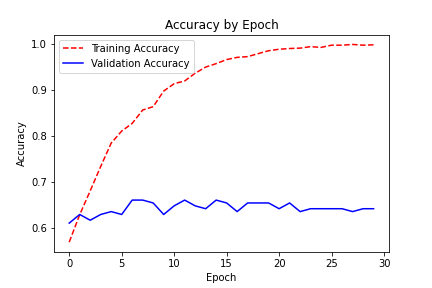 Accuracy by Epoch
Training Accuracy
Validation Accuracy
1.0
0.9
0.8
0.7
0.6
Accuracy
0 5 10 15 20 25 30
Epoch